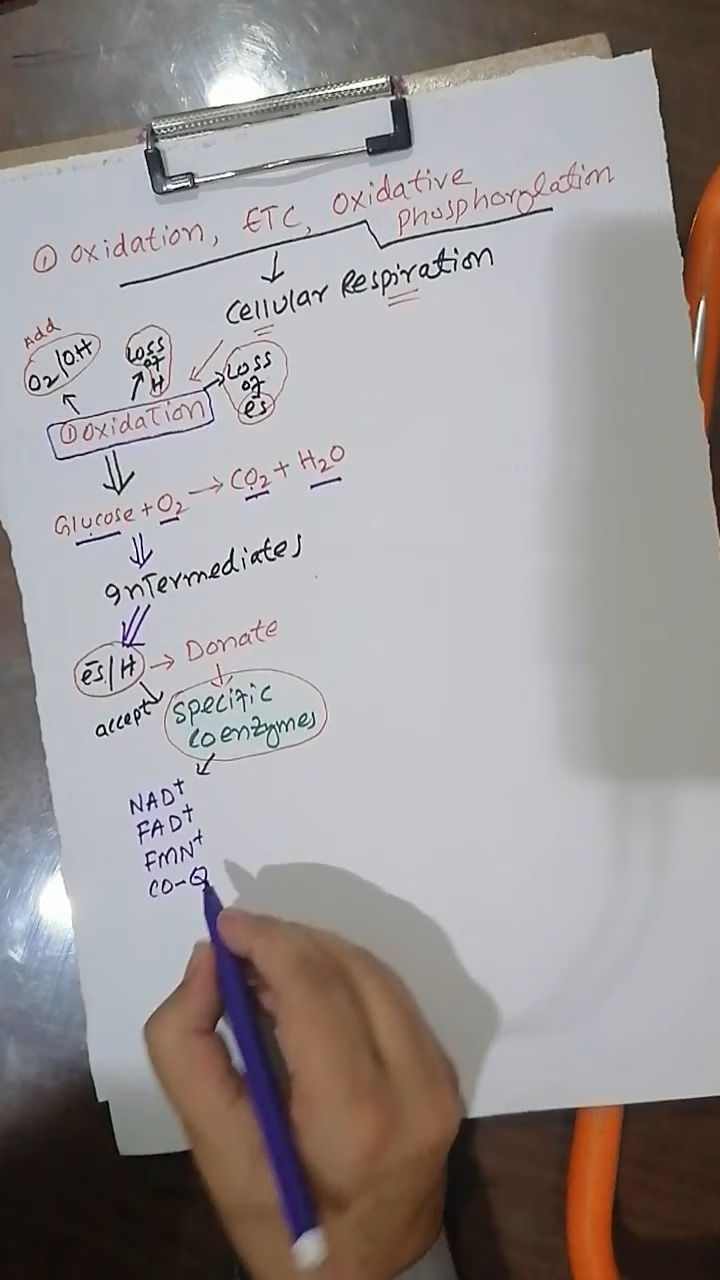 ① Oxidation, ETC, Oxidative
phosphorylation
Cellular Respiration
Add
O2/OH
Loss
of
H
Loss
of
es
① Oxidation
Glucose + O2 → CO2 + H2O
Intermediates
es/H → Donate
accept
Specific
Coenzymes
NAD+
FAD+
FMN+
CO-Q